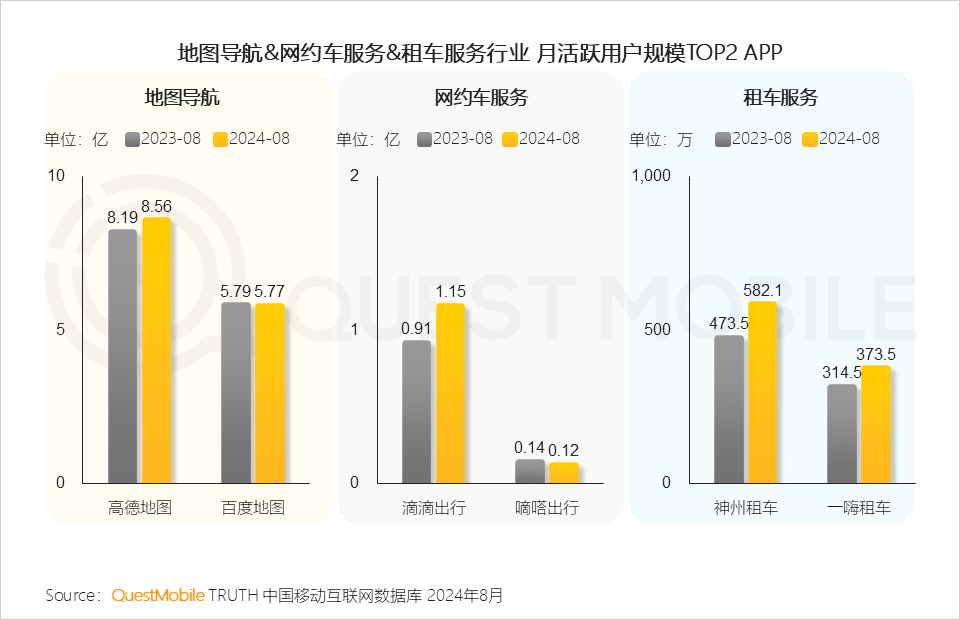 地图导航&网约车服务&租车服务行业 月活跃用户规模TOP2 APP
地图导航
单位：亿 2023-08 2024-08
10
5
0
8.19 8.56
5.79 5.77
高德地图 百度地图
网约车服务
单位：亿 2023-08 2024-08
2
1
0
0.91 1.15
0.14 0.12
滴滴出行 嘀嗒出行
租车服务
单位：万 2023-08 2024-08
1,000
500
0
473.5 582.1
314.5 373.5
神州租车 一嗨租车
QUEST MOBILE
Source：QuestMobile TRUTH 中国移动互联网数据库 2024年8月